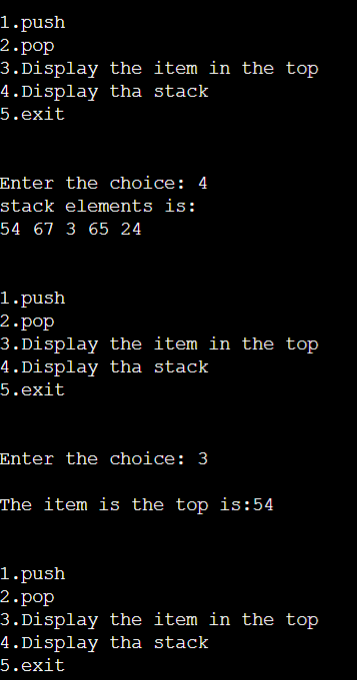 1.push
2.pop
3.Display the item in the top
4.Display tha stack
5.exit
Enter the choice: 4
stack elements is:
54 67 3 65 24
1.push
2.pop
3.Display the item in the top
4.Display tha stack
5.exit
Enter the choice: 3
The item is the top is:54
1.push
2.pop
3.Display the item in the top
4.Display tha stack
5.exit